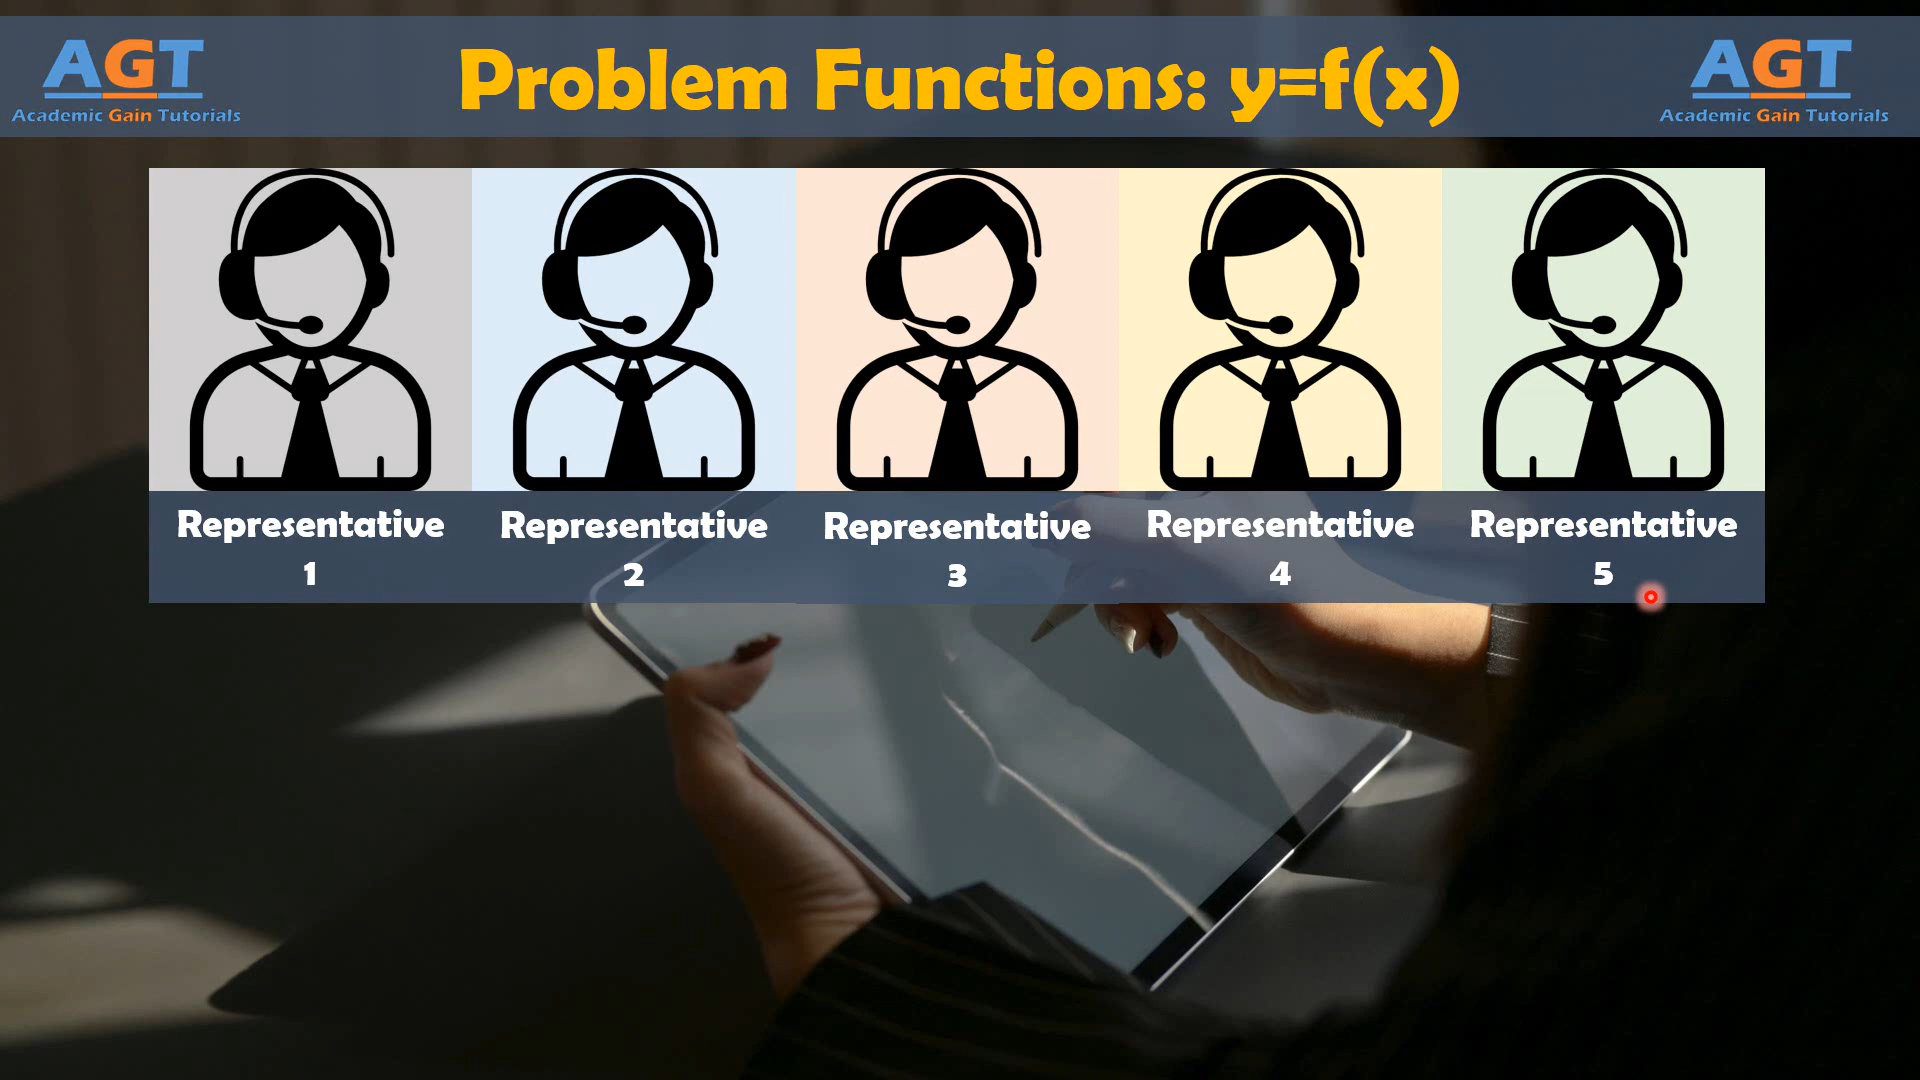 AGT
Academic Gain Tutorials
Problem Functions: y=f(x)
AGT
Academic Gain Tutorials
Representative
1
Representative
2
Representative
3
Representative
4
Representative
5